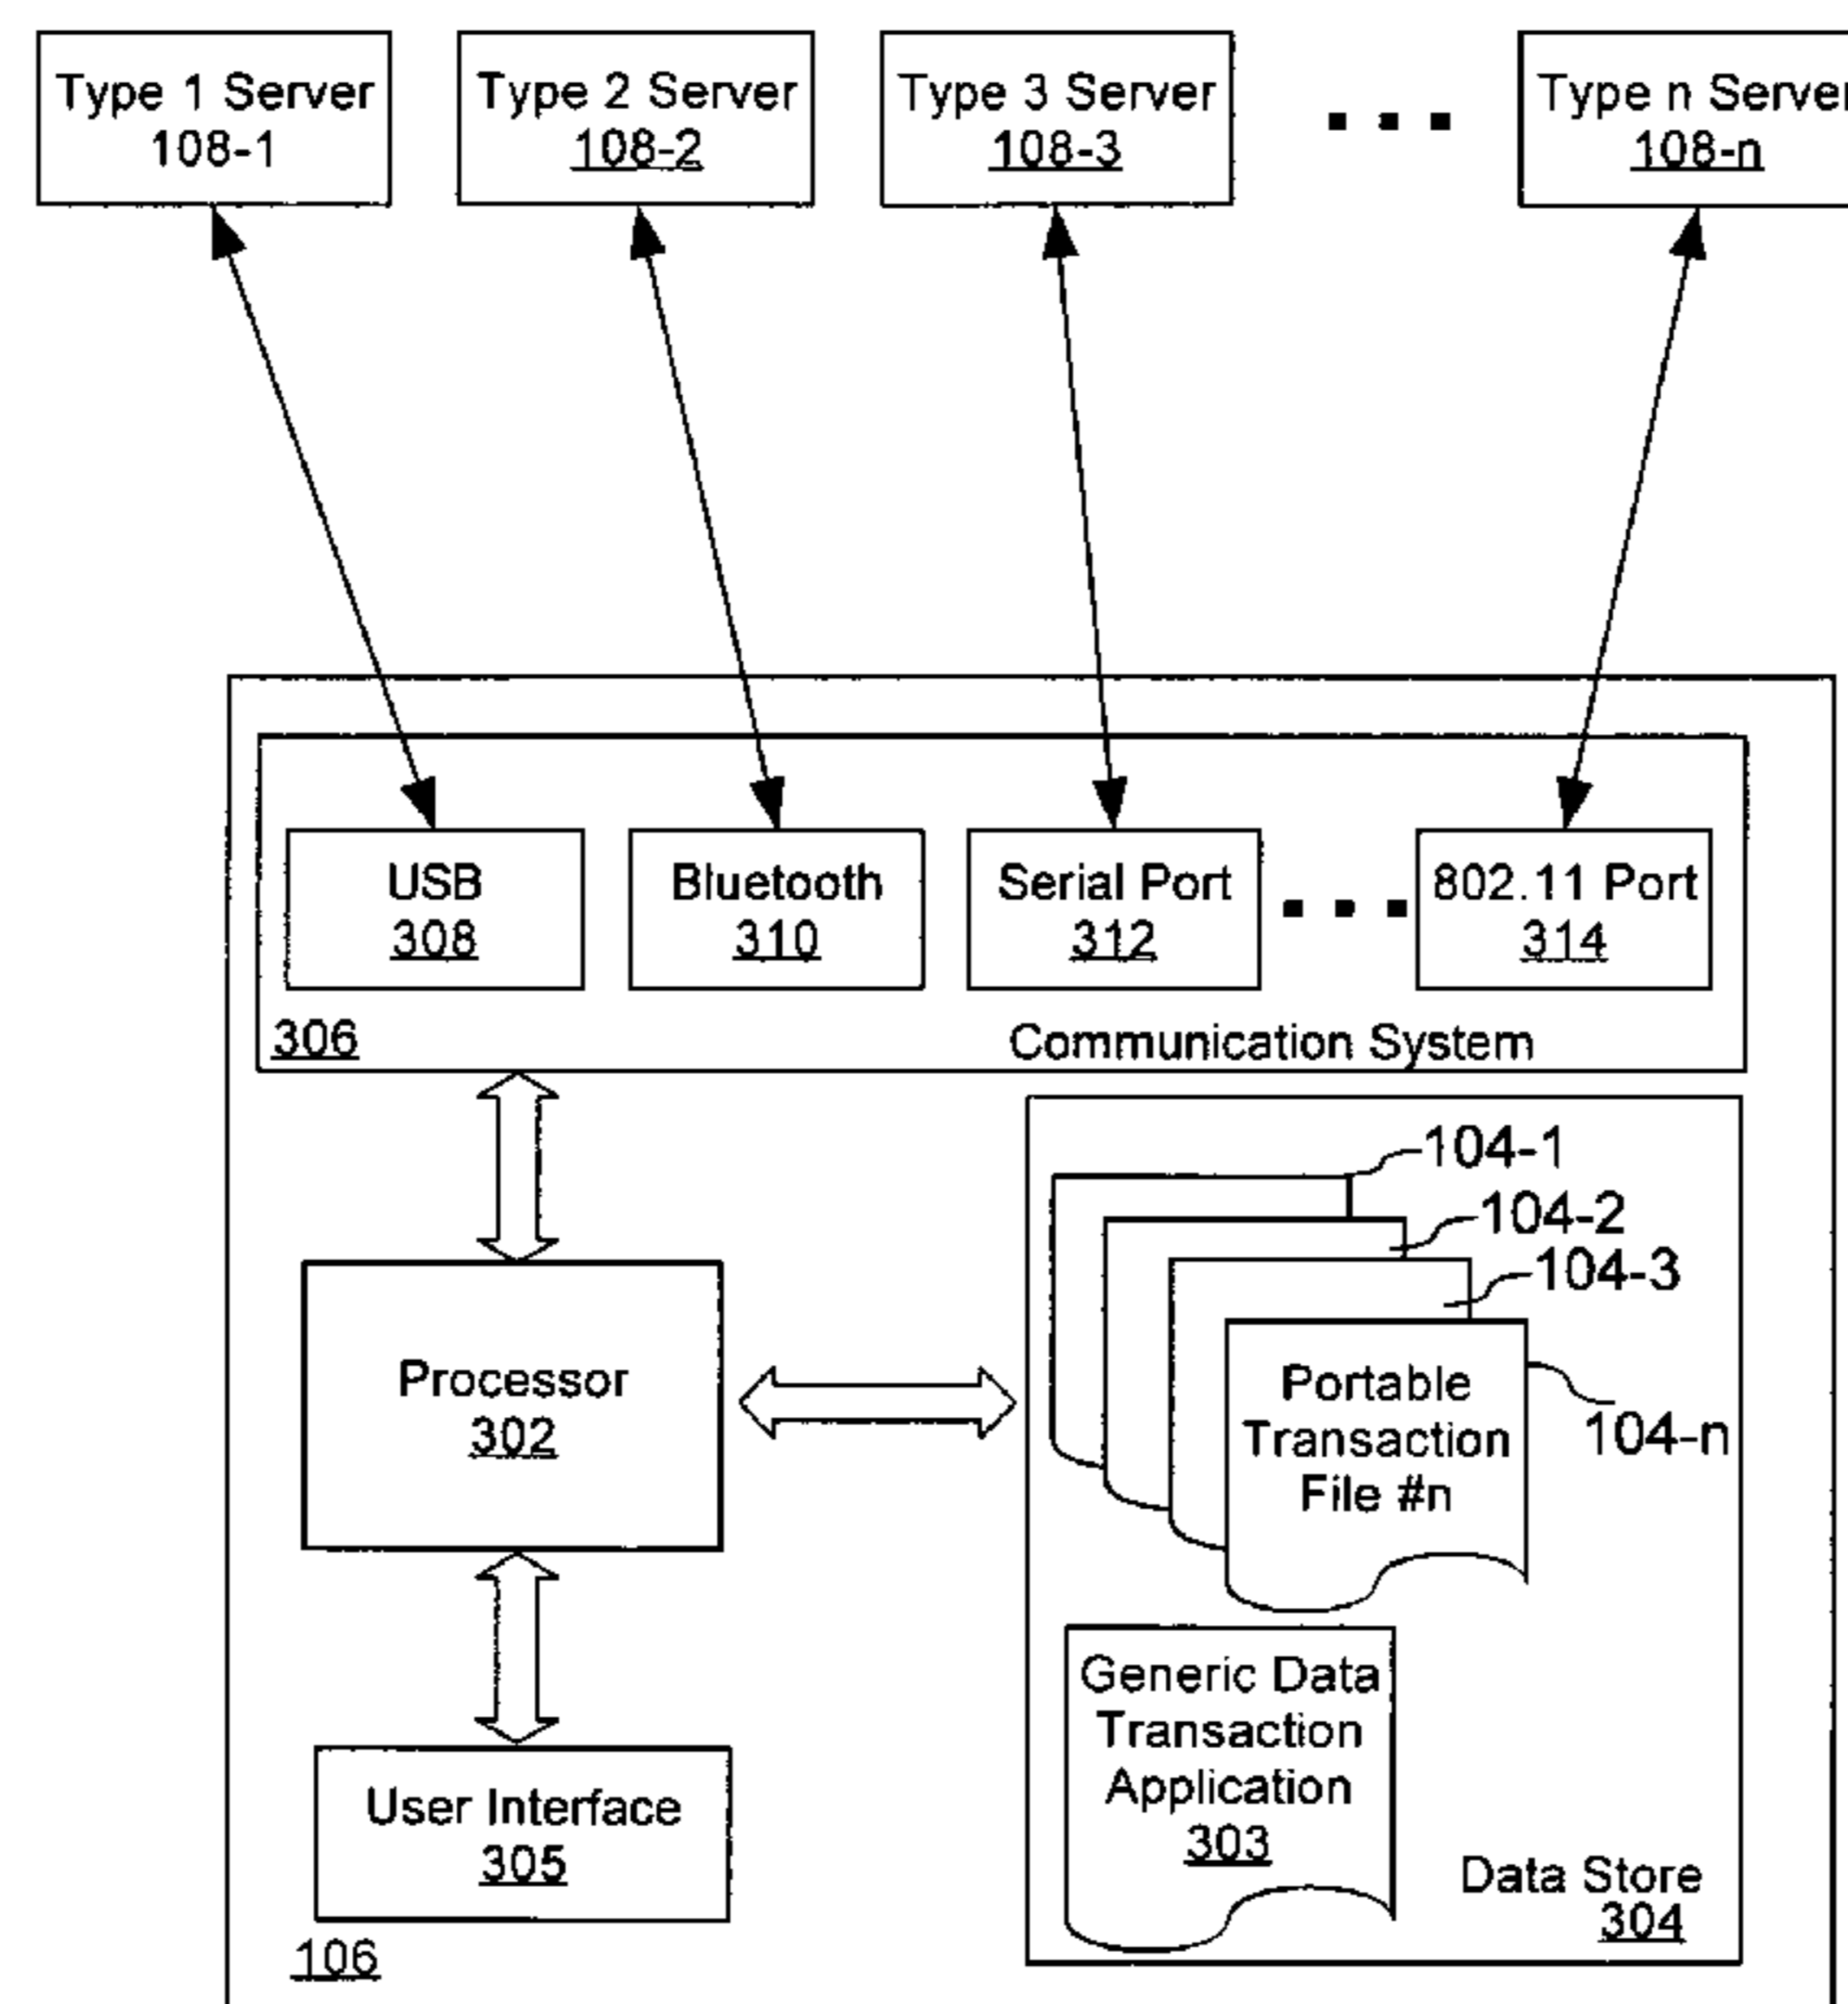 Type 1 Server
108-1
Type 2 Server
108-2
Type 3 Server
108-3
Type n Server
108-n
USB
308
Bluetooth
310
Serial Port
312
802.11 Port
314
306
Communication System
104-1
104-2
104-3
104-n
Portable
Transaction
File #n
Processor
302
Generic Data
Transaction
Application
303
User Interface
305
Data Store
304
106